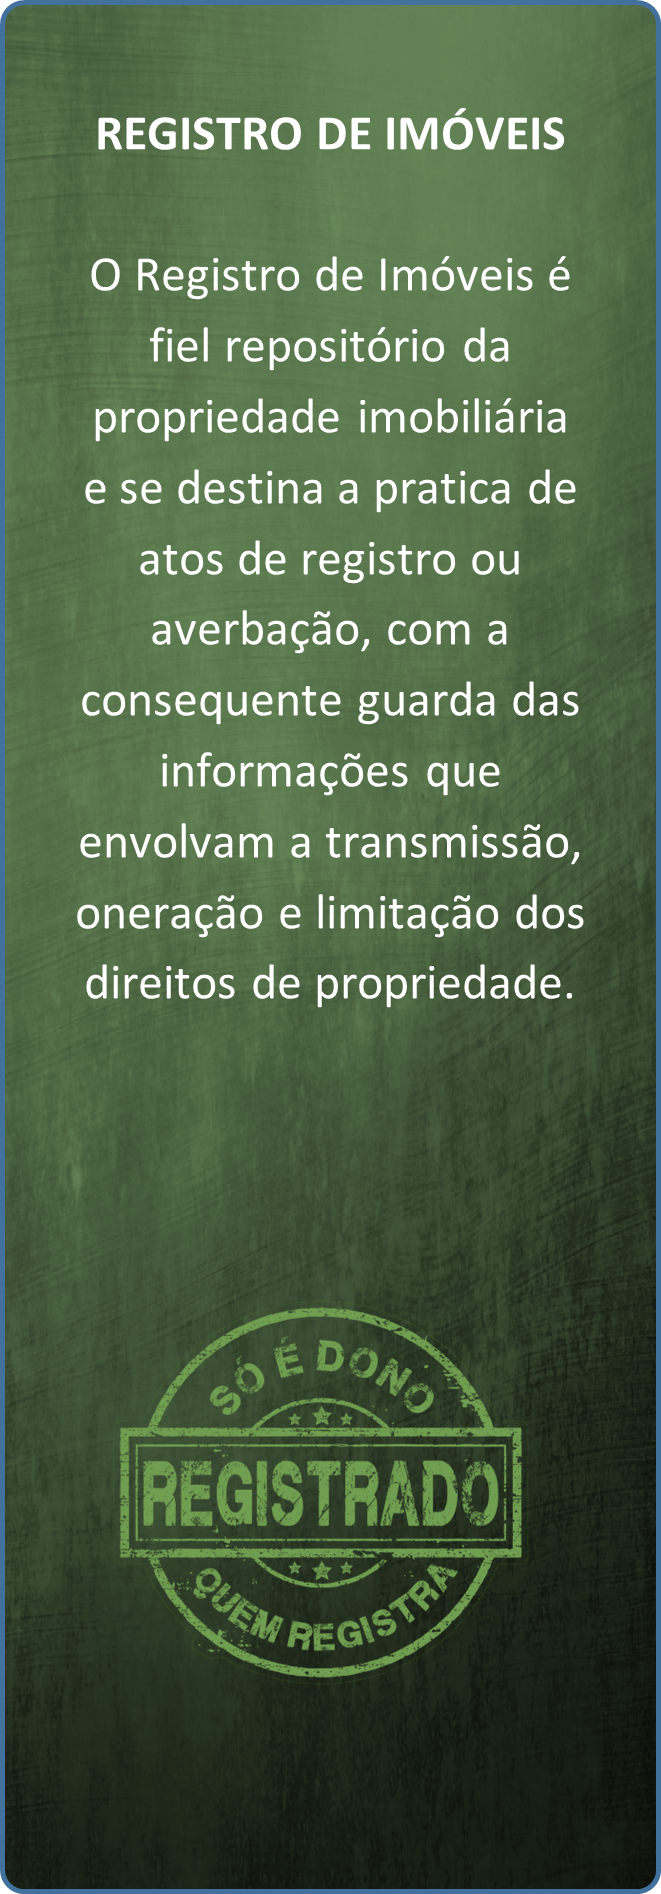 REGISTRO DE IMÓVEIS
O Registro de Imóveis é
fiel repositório da
propriedade imobiliária
e se destina a pratica de
atos de registro ou
averbação, com a
consequente guarda das
informações que
envolvam a transmissão,
oneração e limitação dos
direitos de propriedade.
SÓ É DONO
REGISTRADO
QUEM REGISTRA